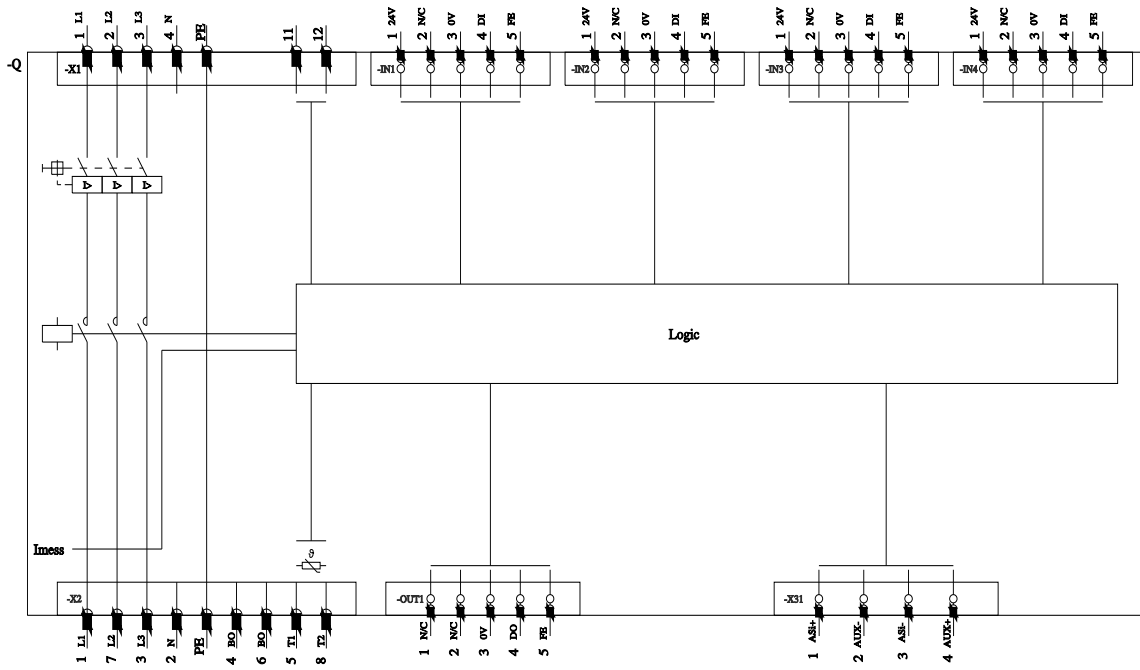 1 L1
2 L2
3 L3
4 N
PE
11
12
1 24V
2 N/C
3 0V
4 DI
5 FE
1 24V
2 N/C
3 0V
4 DI
5 FE
1 24V
2 N/C
3 0V
4 DI
5 FE
1 24V
2 N/C
3 0V
4 DI
5 FE
-Q
-X1
-IN1
-IN2
-IN3
-IN4
Logic
Imess
ϑ
-X2
-OUT1
-X31
1 L1
7 L2
3 L3
2 N
PE
4 BO
6 BO
5 T1
8 T2
1 N/C
2 N/C
3 0V
4 DO
5 FE
1 ASi+
2 AUX-
3 ASi-
4 AUX+